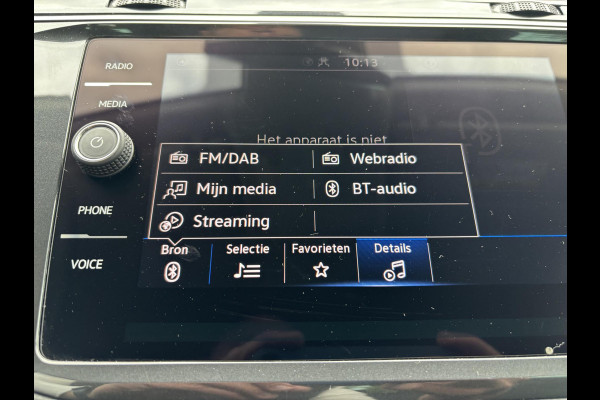 RADIO
10:13
MEDIA
Het apparaat is niet
FM/DAB
Webradio
Mijn media
BT-audio
PHONE
Streaming
Bron
Selectie
Favorieten
Details
VOICE